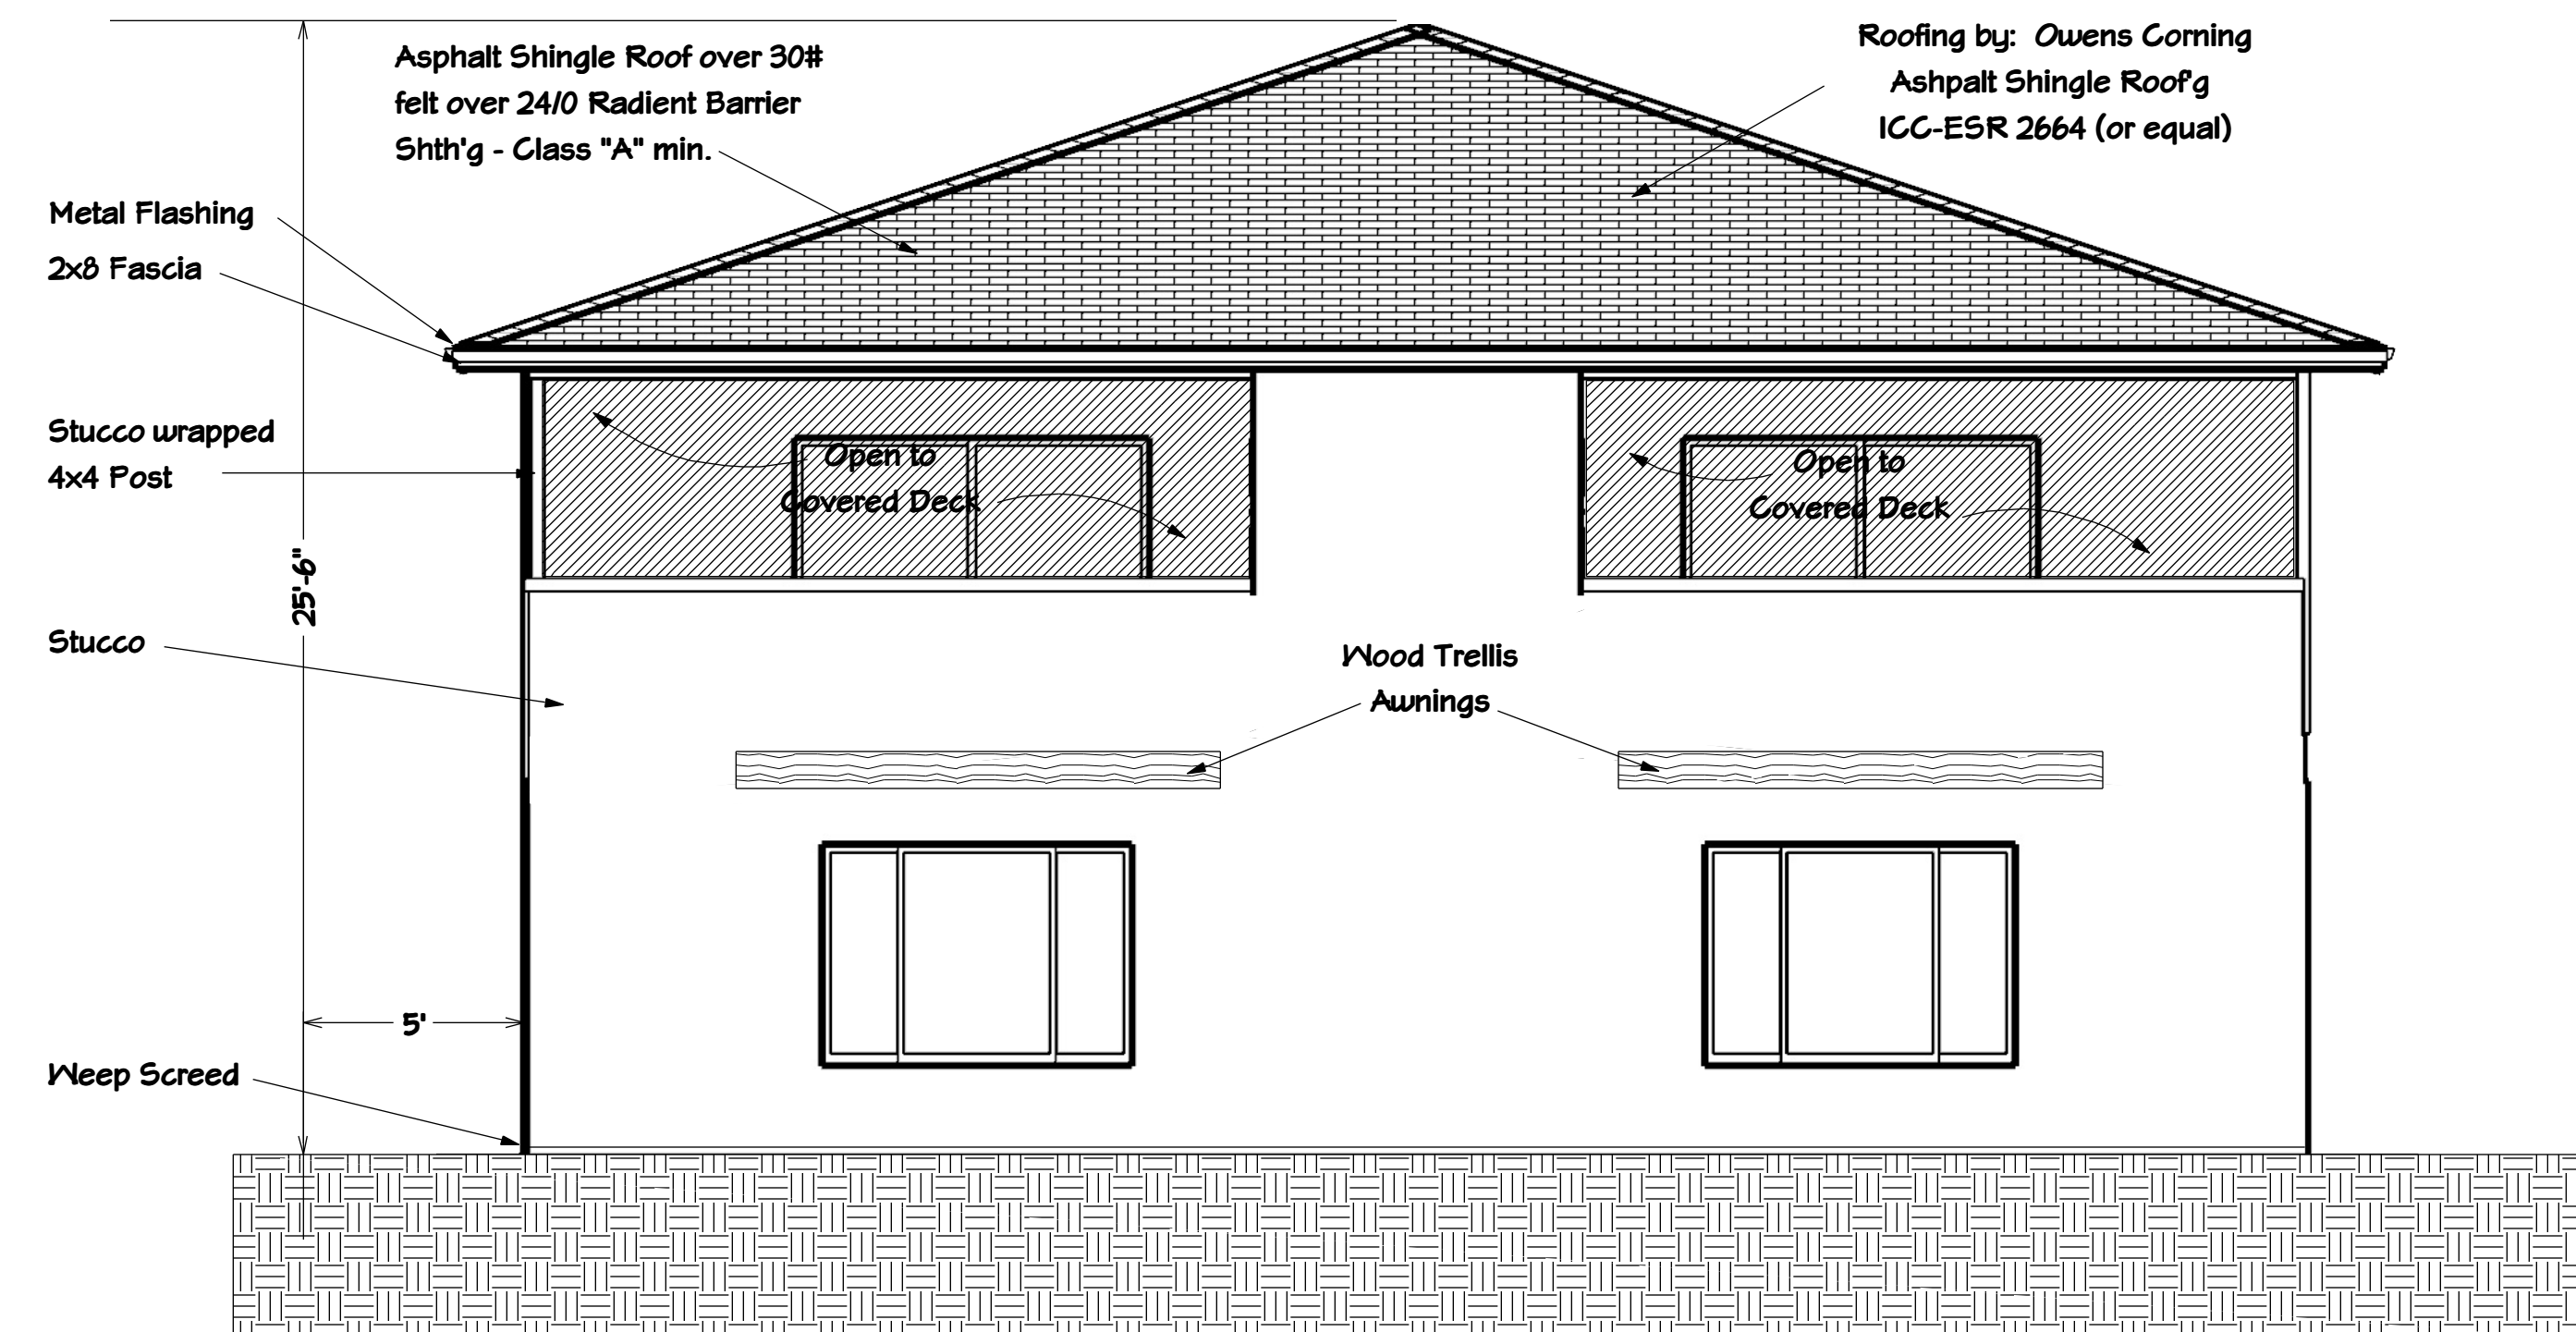 Asphalt Shingle Roof over 30#
felt over 24/0 Radient Barrier
Shth'g - Class "A" min.
Roofing by: Owens Corning
Ashpalt Shingle Roof'g
ICC-ESR 2664 (or equal)
Metal Flashing
2x8 Fascia
Stucco wrapped
4x4 Post
Open to
Covered Deck
Open to
Covered Deck
25'-6"
Stucco
Wood Trellis
Awnings
5'
Weep Screed